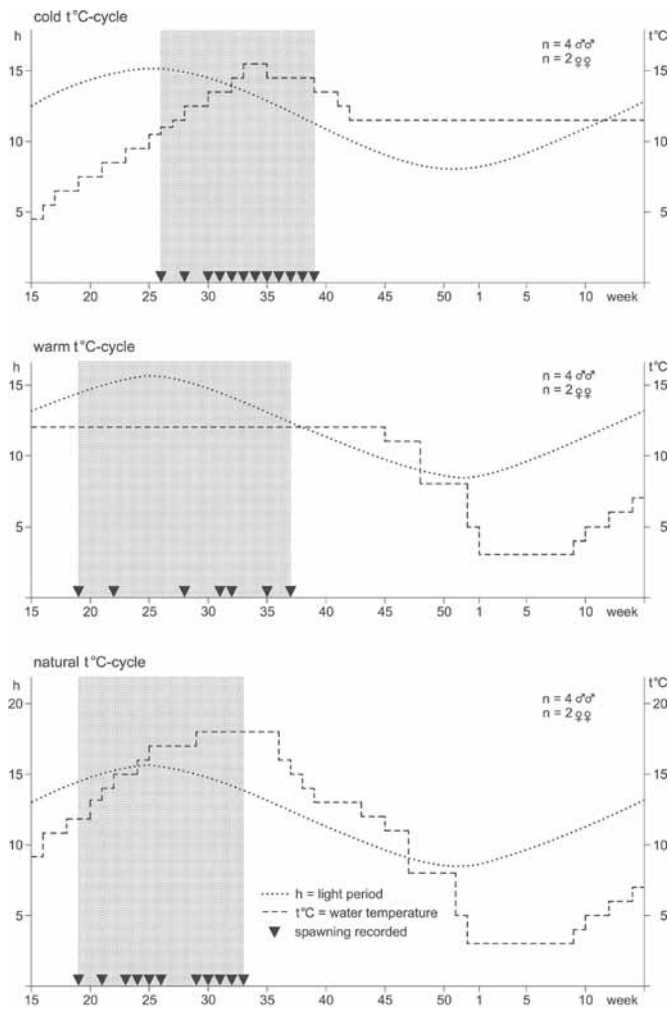 cold t°C-cycle
h
t°C
n = 4 ♂♂
n = 2 ♀♀
15
15
10
10
5
5
15 20 25 30 35 40 45 50 1 5 10 week
warm t°C-cycle
h
t°C
n = 4 ♂♂
n = 2 ♀♀
15
15
10
10
5
5
15 20 25 30 35 40 45 50 1 5 10 week
natural t°C-cycle
h
t°C
20
20
n = 4 ♂♂
n = 2 ♀♀
15
15
10
10
5
5
h = light period
t°C = water temperature
spawning recorded
15 20 25 30 35 40 45 50 1 5 10 week